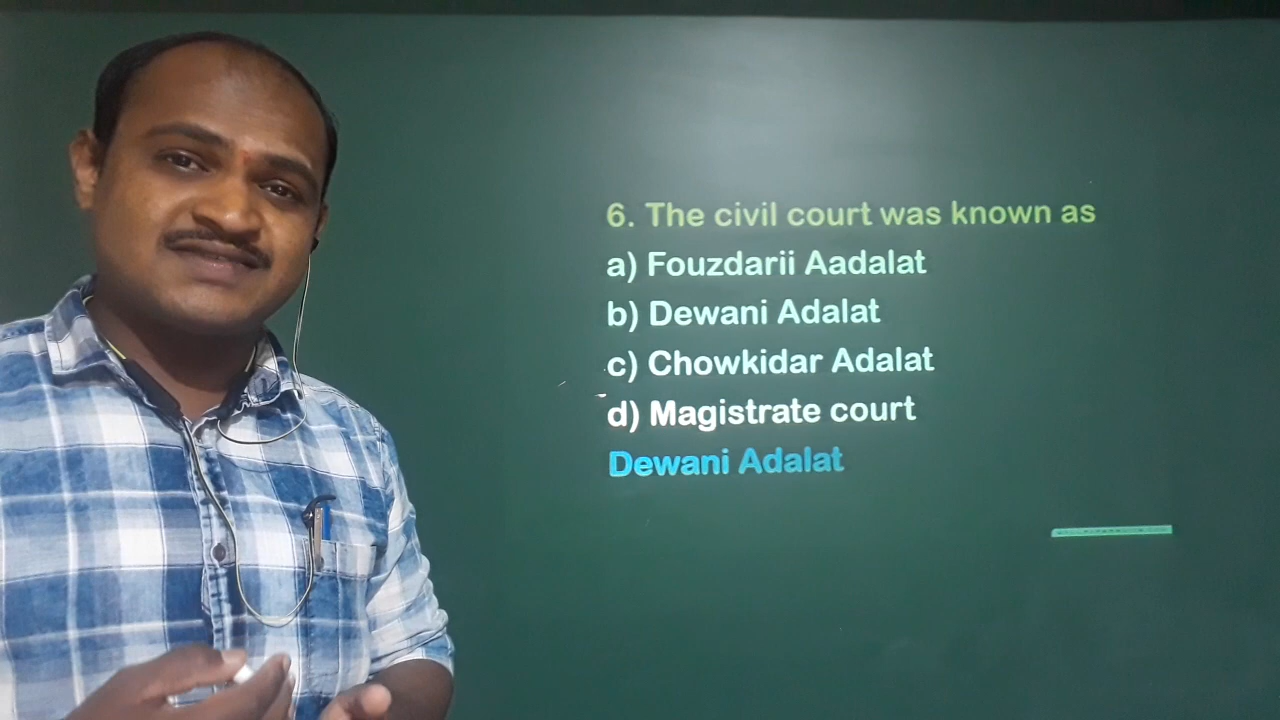 6. The civil court was known as
a) Fouzdarii Aadalat
b) Dewani Adalat
c) Chowkidar Adalat
d) Magistrate court
Dewani Adalat